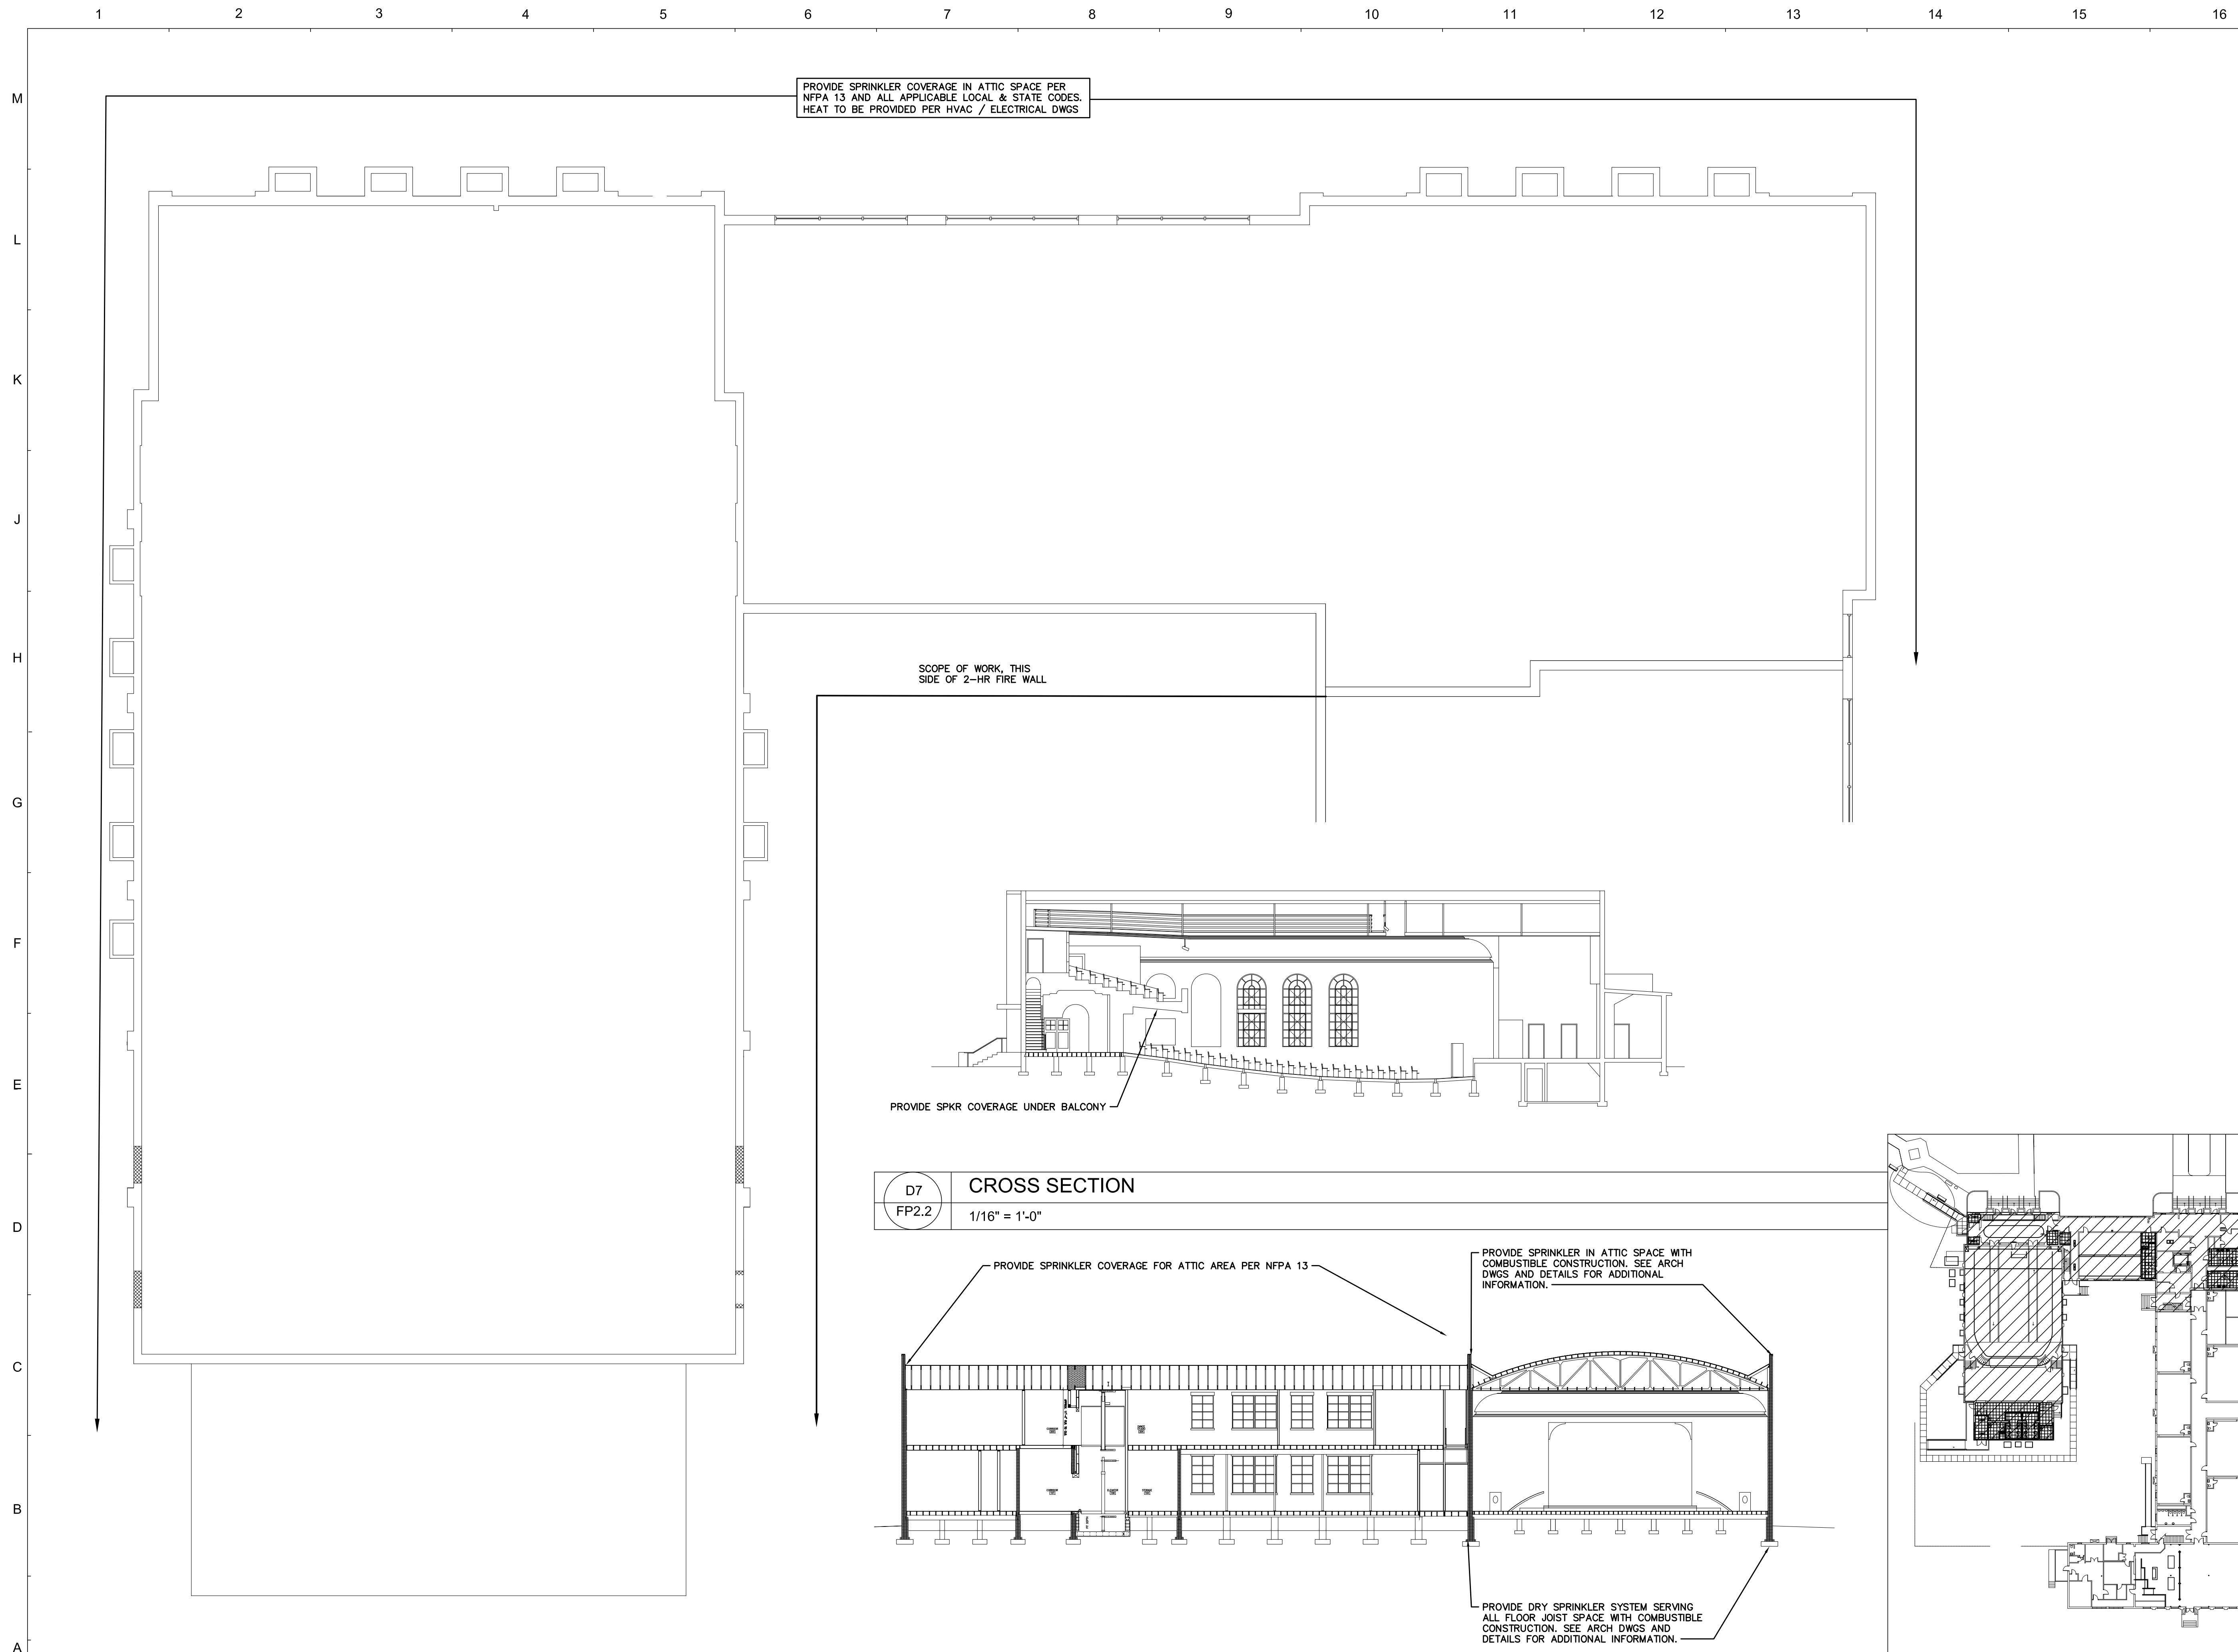 1 2 3 4 5 6 7 8 9 10 11 12 13 14 15 16
M
L
K
J
H
G
F
E
D
C
B
A
PROVIDE SPRINKLER COVERAGE IN ATTIC SPACE PER
NFPA 13 AND ALL APPLICABLE LOCAL & STATE CODES.
HEAT TO BE PROVIDED PER HVAC / ELECTRICAL DWGS
SCOPE OF WORK, THIS
SIDE OF 2-HR FIRE WALL
PROVIDE SPKR COVERAGE UNDER BALCONY
D7
FP2.2
CROSS SECTION
1/16" = 1'-0"
PROVIDE SPRINKLER COVERAGE FOR ATTIC AREA PER NFPA 13
PROVIDE SPRINKLER IN ATTIC SPACE WITH
COMBUSTIBLE CONSTRUCTION. SEE ARCH
DWGS AND DETAILS FOR ADDITIONAL
INFORMATION.
PROVIDE DRY SPRINKLER SYSTEM SERVING
ALL FLOOR JOIST SPACE WITH COMBUSTIBLE
CONSTRUCTION. SEE ARCH DWGS AND
DETAILS FOR ADDITIONAL INFORMATION.